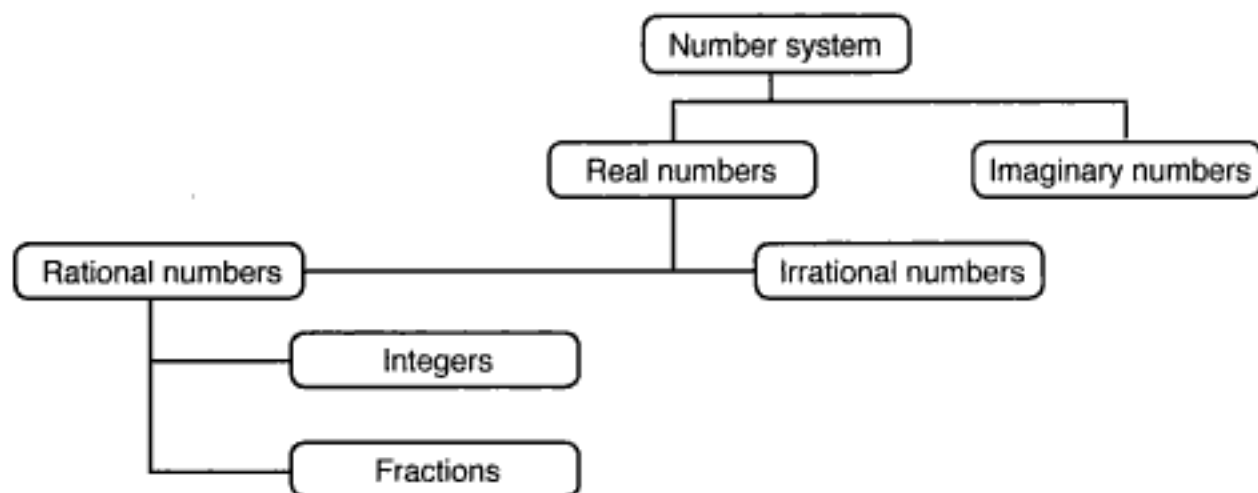 Number system
Real numbers
Imaginary numbers
Rational numbers
Irrational numbers
Integers
Fractions